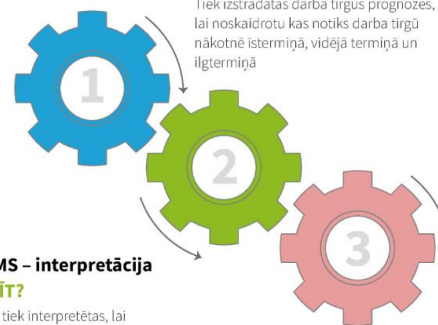 Tiek izstrādātas darba tirgus prognozes,
lai noskaidrotu kas notiks darba tirgū
nākotnē īstermiņā, vidējā termiņā un
ilgtermiņā
1
2
3
MS – interpretācija
ĪT?
tiek interpretētas, lai